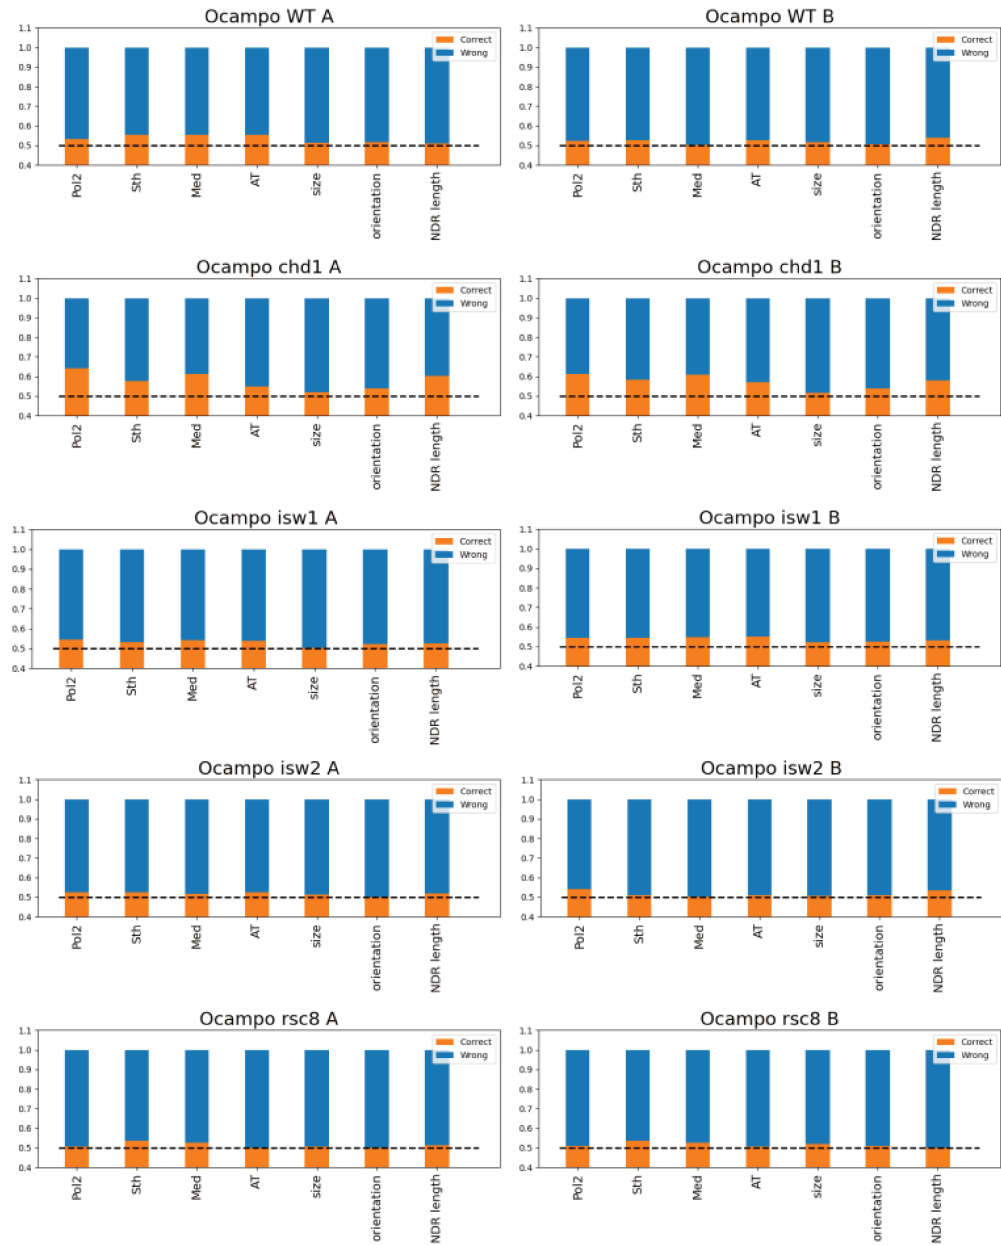 Ocampo WT A
1.1
1.0
0.9
0.8
0.7
0.6
0.5
0.4
Correct
Wrong
Pol2
Sth
Med
AT
size
orientation
NDR length
Ocampo WT B
1.1
1.0
0.9
0.8
0.7
0.6
0.5
0.4
Correct
Wrong
Pol2
Sth
Med
AT
size
orientation
NDR length
Ocampo chd1 A
1.1
1.0
0.9
0.8
0.7
0.6
0.5
0.4
Correct
Wrong
Pol2
Sth
Med
AT
size
orientation
NDR length
Ocampo chd1 B
1.1
1.0
0.9
0.8
0.7
0.6
0.5
0.4
Correct
Wrong
Pol2
Sth
Med
AT
size
orientation
NDR length
Ocampo isw1 A
1.1
1.0
0.9
0.8
0.7
0.6
0.5
0.4
Correct
Wrong
Pol2
Sth
Med
AT
size
orientation
NDR length
Ocampo isw1 B
1.1
1.0
0.9
0.8
0.7
0.6
0.5
0.4
Correct
Wrong
Pol2
Sth
Med
AT
size
orientation
NDR length
Ocampo isw2 A
1.1
1.0
0.9
0.8
0.7
0.6
0.5
0.4
Correct
Wrong
Pol2
Sth
Med
AT
size
orientation
NDR length
Ocampo isw2 B
1.1
1.0
0.9
0.8
0.7
0.6
0.5
0.4
Correct
Wrong
Pol2
Sth
Med
AT
size
orientation
NDR length
Ocampo rsc8 A
1.1
1.0
0.9
0.8
0.7
0.6
0.5
0.4
Correct
Wrong
Pol2
Sth
Med
AT
size
orientation
NDR length
Ocampo rsc8 B
1.1
1.0
0.9
0.8
0.7
0.6
0.5
0.4
Correct
Wrong
Pol2
Sth
Med
AT
size
orientation
NDR length